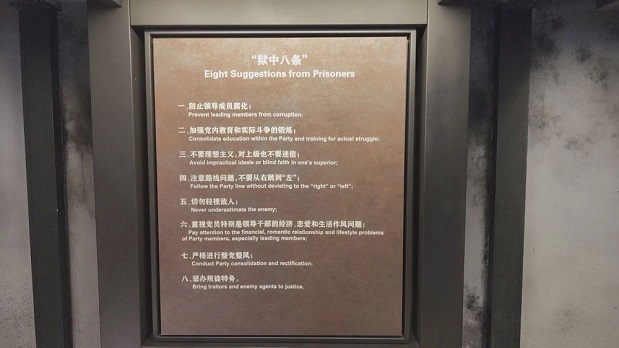 “狱中八条”
Eight Suggestions from Prisoners
一.防止领导成员腐化；
Prevent leading members from corruption;
二.加强党内教育和实际斗争的锻炼；
Consolidate education within the Party and training for actual struggle;
三.不要理想主义，对上级也不要迷信；
Avoid impractical ideals or blind faith in one's superior;
四.注意路线问题，不要从右跳到“左”；
Follow the Party line without deviating to the "right" or "left";
五.切勿轻视敌人；
Never underestimate the enemy;
六.重视党员特别是领导干部的经济、恋爱和生活作风问题；
Pay attention to the financial, romantic relationship and lifestyle problems
of Party members, especially leading members;
七.严格进行整党整风；
Conduct Party consolidation and rectification;
八.惩办叛徒特务.
Bring traitors and enemy agents to justice.